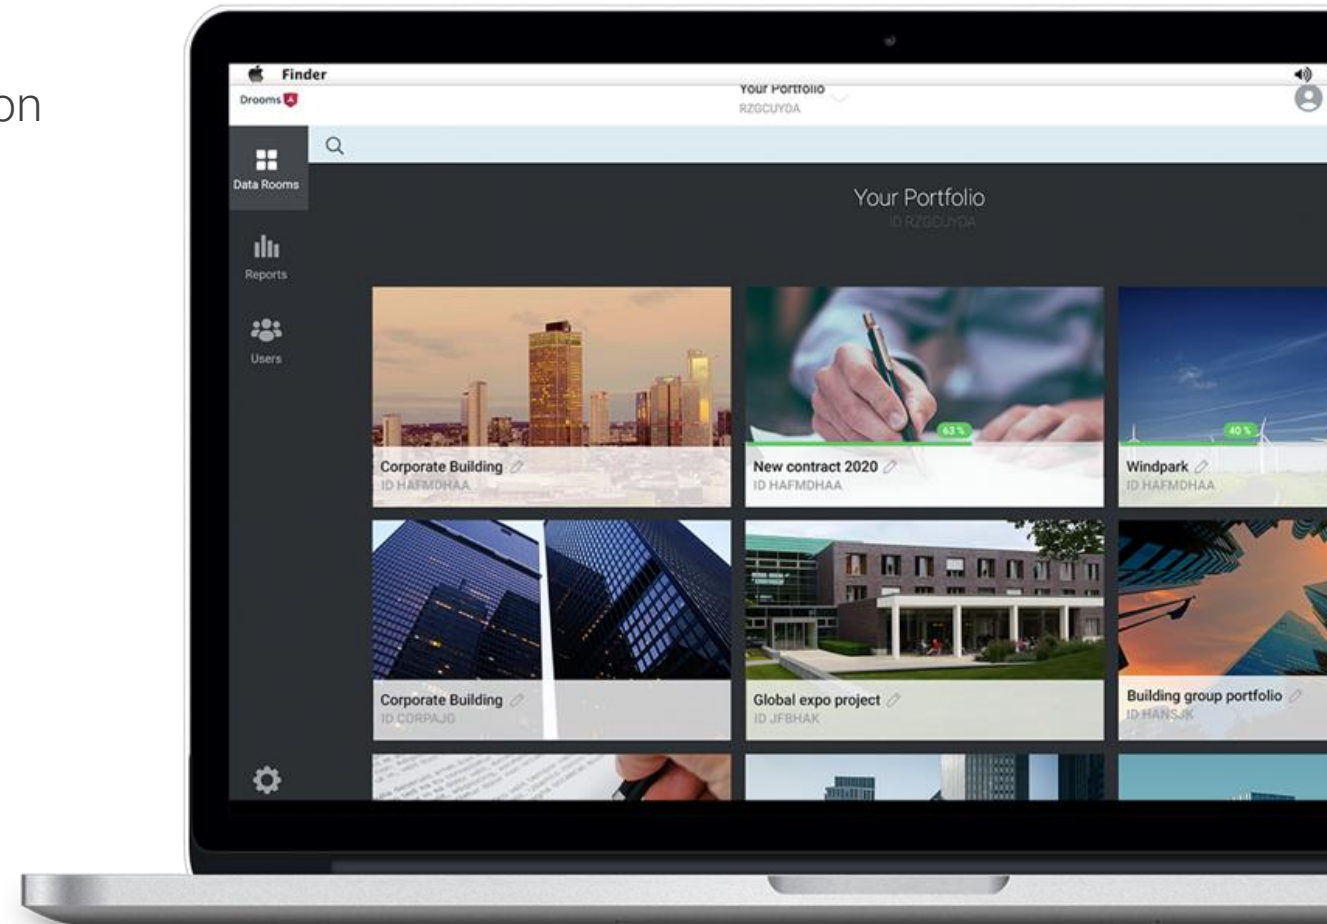 on
Finder
Drooms
Your Portfolio
RZGCUYDA
Data Rooms
Your Portfolio
ID RZGCUYDA
Reports
Users
63 %
40 %
Corporate Building
ID HAFMDHAA
New contract 2020
ID HAFMDHAA
Windpark
ID HAFMDHAA
Corporate Building
ID CORPAJG
Global expo project
ID JFBHAK
Building group portfolio
ID HANSJK